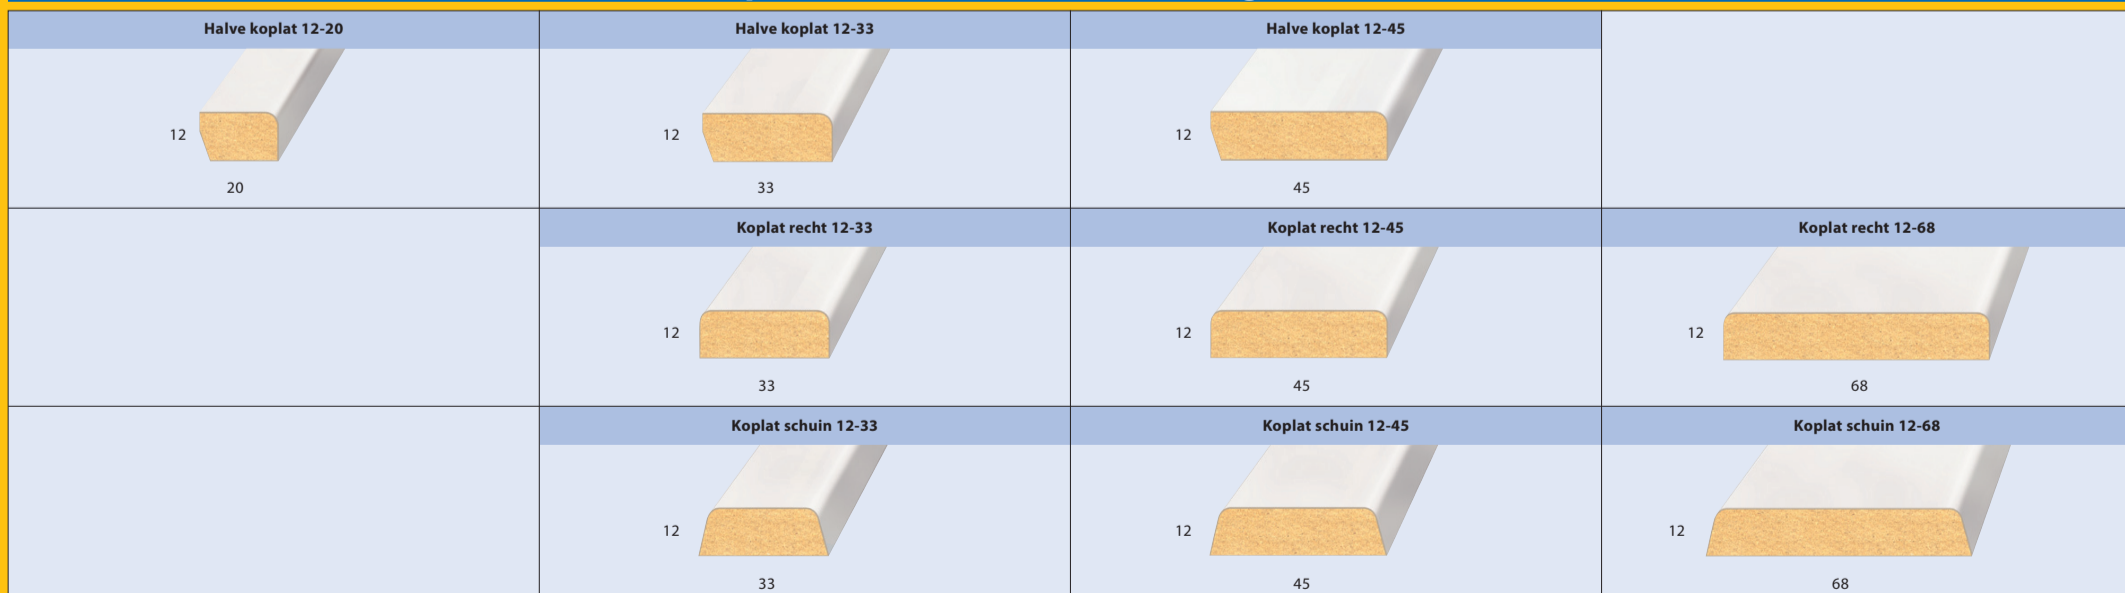 Halve koplat 12-20
Halve koplat 12-33
Halve koplat 12-45
12
12
12
20
33
45
Koplat recht 12-33
Koplat recht 12-45
Koplat recht 12-68
12
12
12
33
45
68
Koplat schuin 12-33
Koplat schuin 12-45
Koplat schuin 12-68
12
12
12
33
45
68